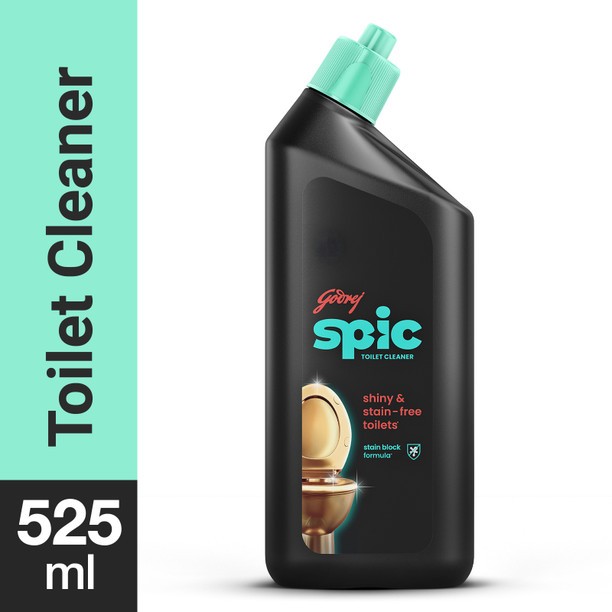 Toilet Cleaner
525
ml
Godrej
spic
TOILET CLEANER
shiny &
stain-free
toilets*
stain block
formula*